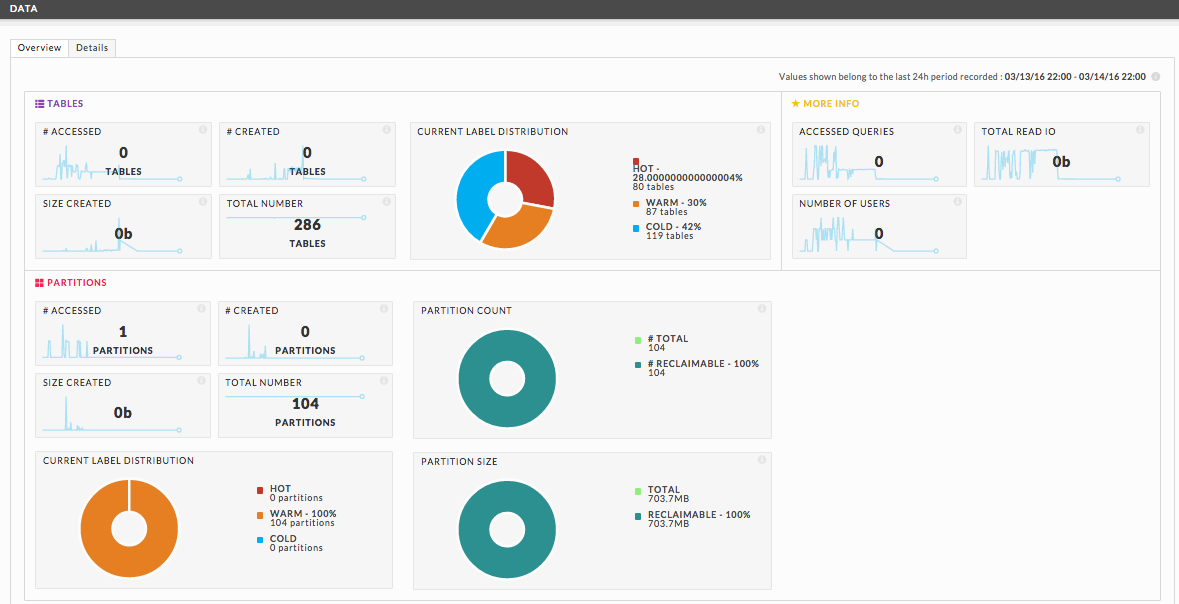 DATA
Overview
Details
Values shown belong to the last 24h period recorded : 03/13/16 22:00 - 03/14/16 22:00
TABLES
# ACCESSED
0
TABLES
# CREATED
0
TABLES
SIZE CREATED
0b
TOTAL NUMBER
286
TABLES
CURRENT LABEL DISTRIBUTION
HOT -
28.000000000000004%
80 tables
WARM - 30%
87 tables
COLD - 42%
119 tables
MORE INFO
ACCESSED QUERIES
0
TOTAL READ IO
0b
NUMBER OF USERS
0
PARTITIONS
# ACCESSED
1
PARTITIONS
# CREATED
0
PARTITIONS
SIZE CREATED
0b
TOTAL NUMBER
104
PARTITIONS
PARTITION COUNT
# TOTAL
104
# RECLAIMABLE - 100%
104
CURRENT LABEL DISTRIBUTION
HOT
0 partitions
WARM - 100%
104 partitions
COLD
0 partitions
PARTITION SIZE
TOTAL
703.7MB
RECLAIMABLE - 100%
703.7MB